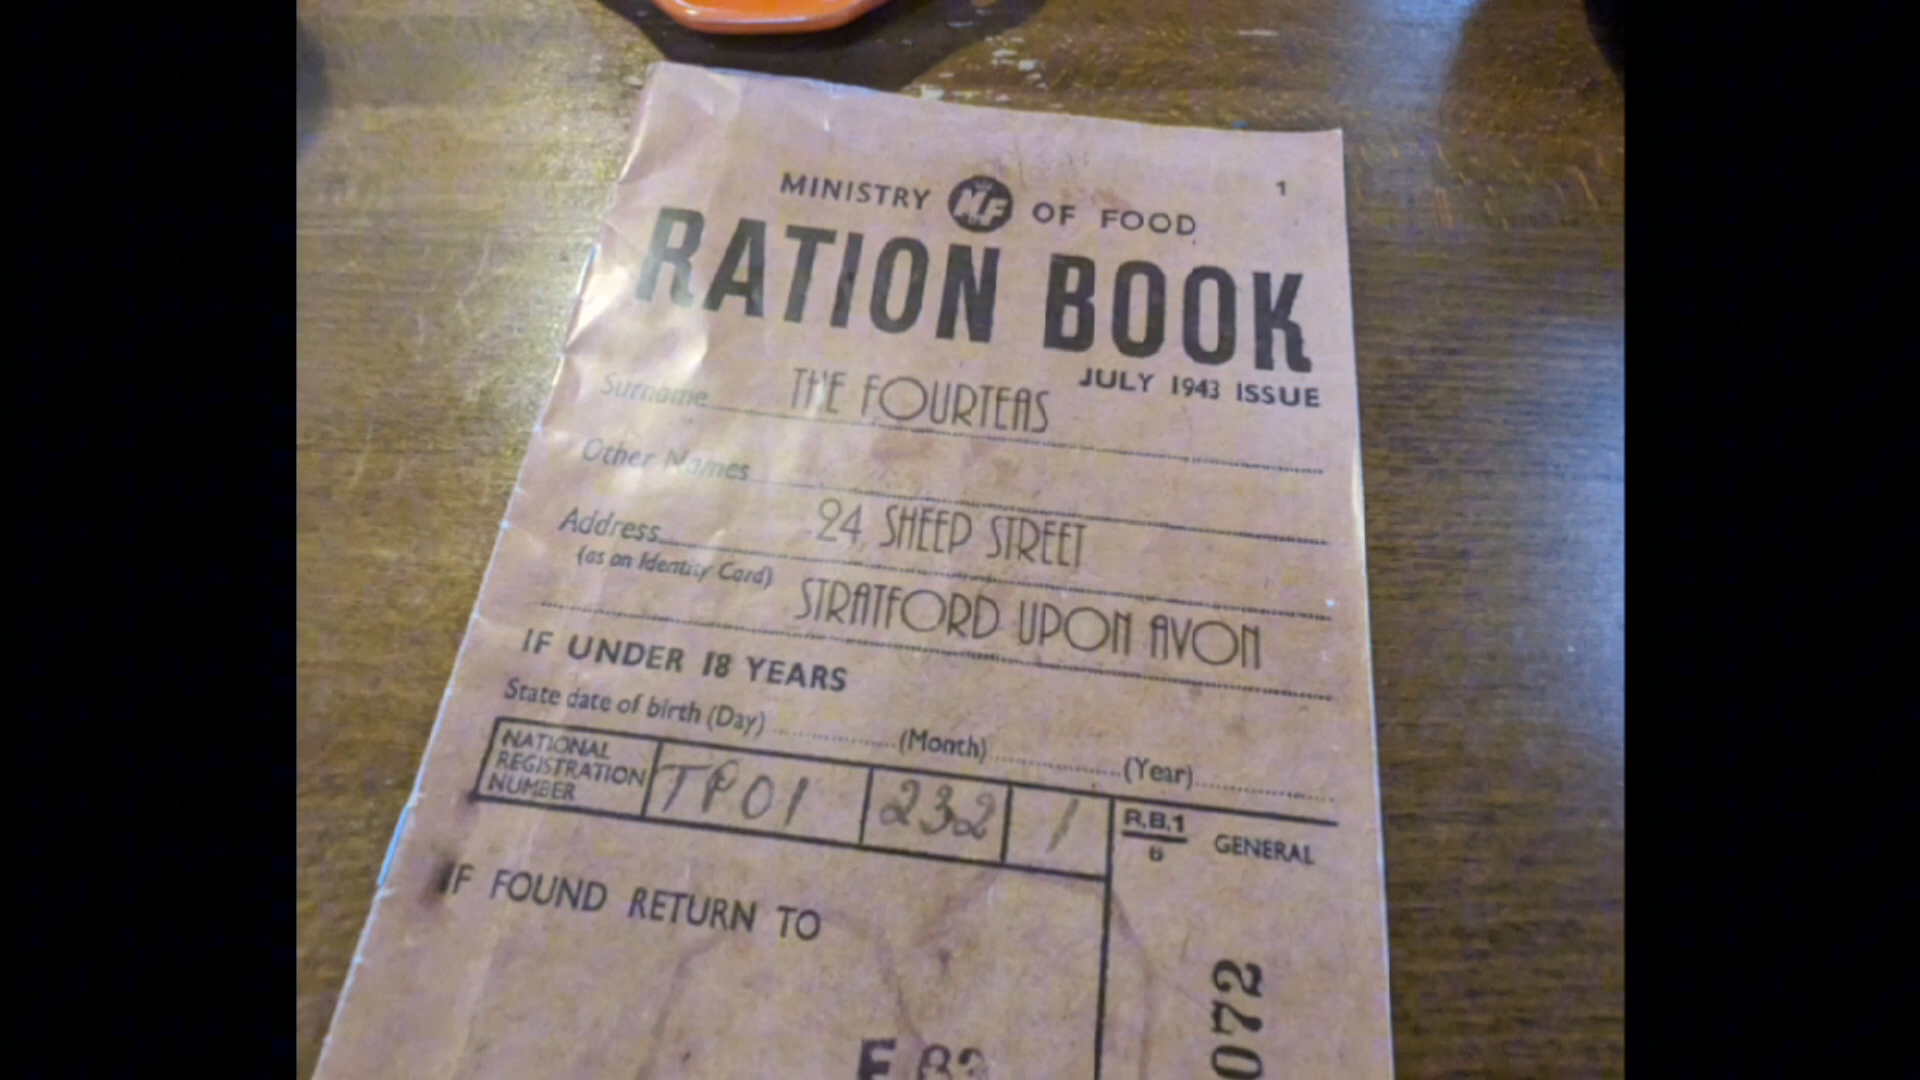 1
MINISTRY MF OF FOOD
RATION BOOK
JULY 1943 ISSUE
Surname THE FOURTEAS
Other Names
Address 24 SHEEP STREET
(as on Identity Card) STRATFORD UPON AVON
IF UNDER 18 YEARS
State date of birth (Day) (Month) (Year)
NATIONAL
REGISTRATION
NUMBER
TPO1 232 1
R.B.1
6
GENERAL
IF FOUND RETURN TO
072